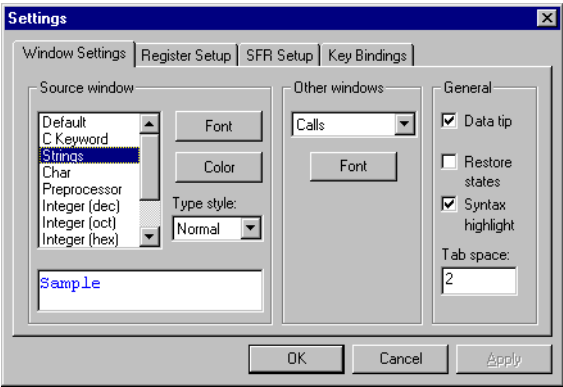 Settings
Window Settings
Register Setup
SFR Setup
Key Bindings
Source window
Default
C Keyword
Strings
Char
Preprocessor
Integer (dec)
Integer (oct)
Integer (hex)
Font
Color
Type style:
Normal
Sample
Other windows
Calls
Font
General
Data tip
Restore
states
Syntax
highlight
Tab space:
2
OK
Cancel
Apply